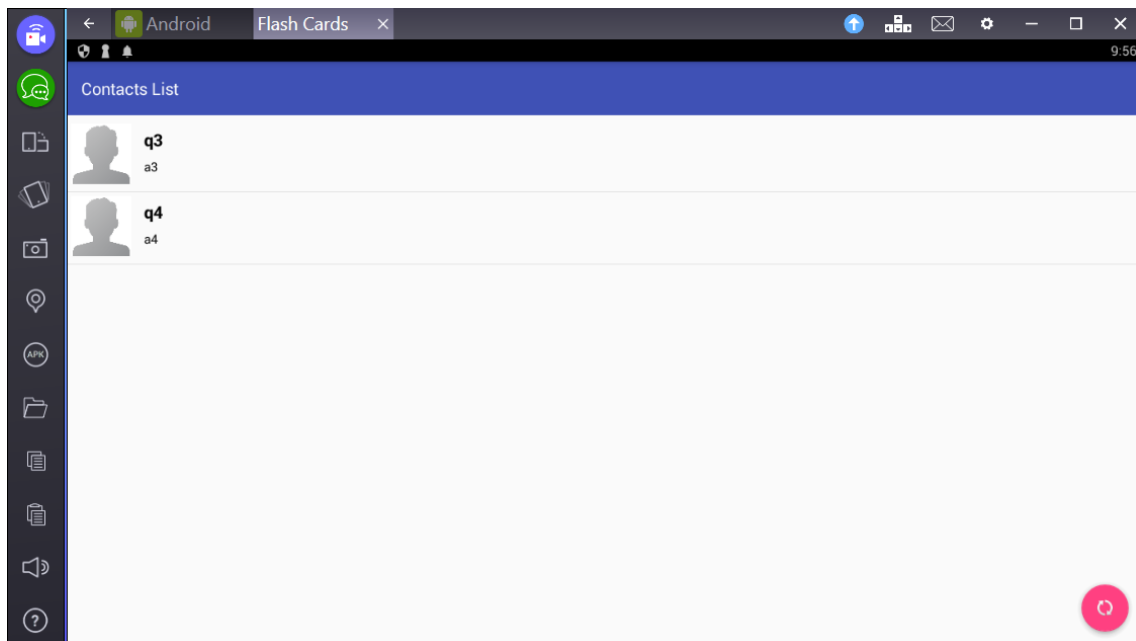 Android
Flash Cards
9:56
Contacts List
q3
a3
q4
a4
APK
?